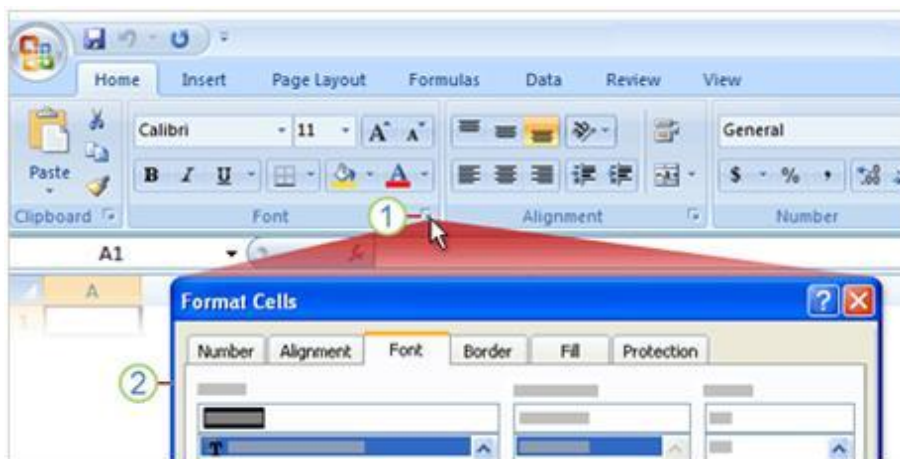 Home Insert Page Layout Formulas Data Review View
Calibri 11 A A General
Paste B I U A $ % ,
Clipboard Font 1 Alignment Number
A1
A
1
Format Cells
Number Alignment Font Border Fill Protection
2